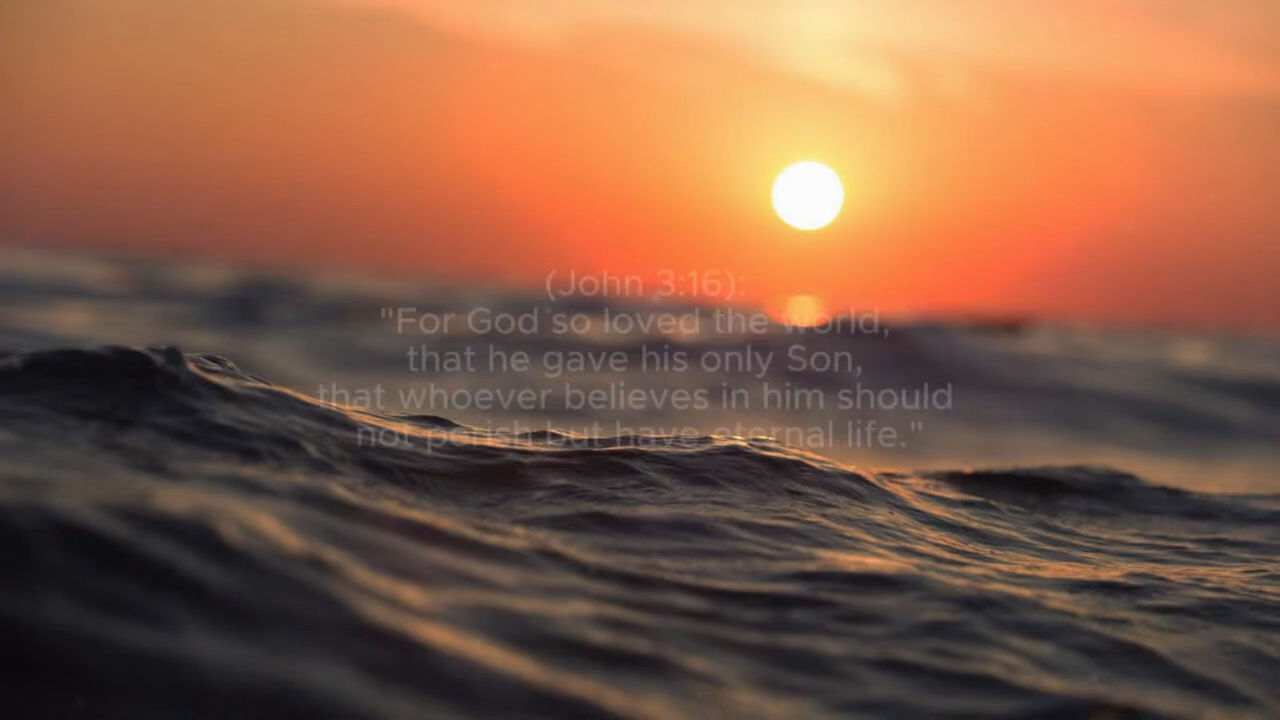 (John 3:16):
"For God so loved the world,
that he gave his only Son,
that whoever believes in him should
not perish but have eternal life."